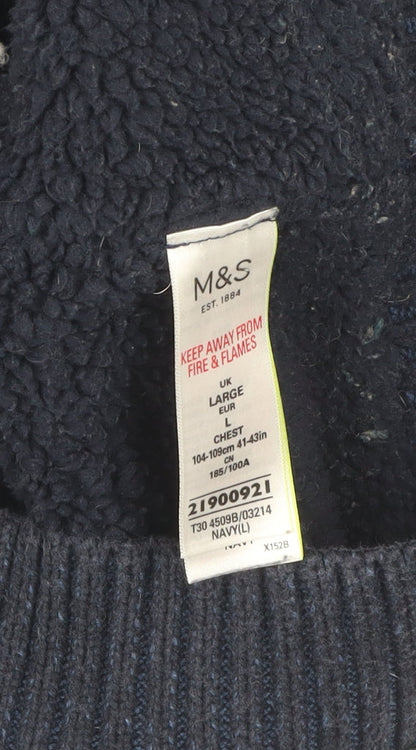 M&S
EST. 1884
KEEP AWAY FROM
FIRE & FLAMES
UK
LARGE
EUR
L
CHEST
104-109cm 41-43in
CN
185/100A
21900921
T30 4509B/03214
NAVY(L)
NAVY
X152B